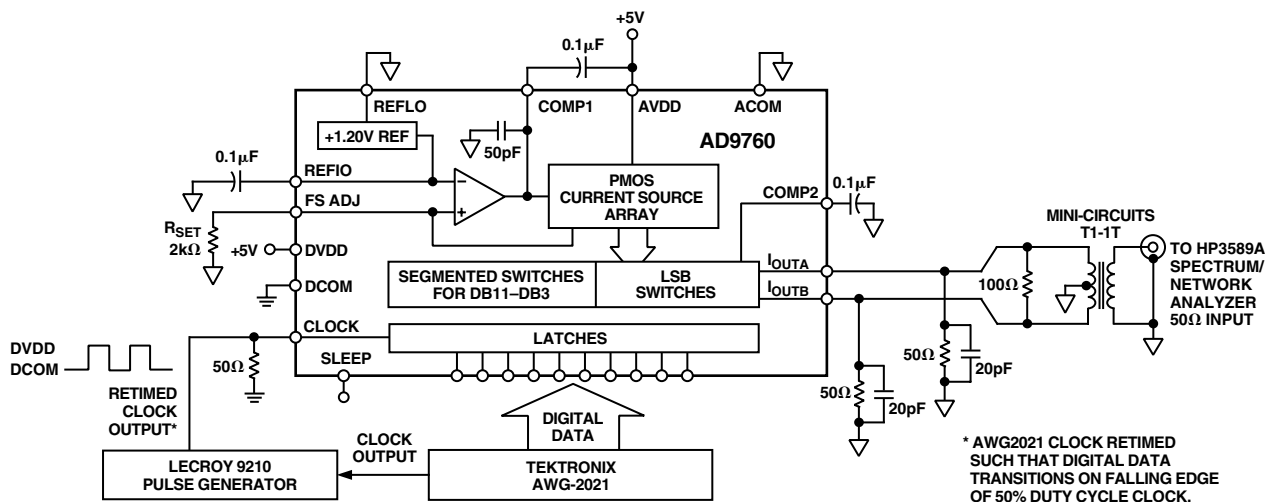 +5V
0.1µF
REFLO
COMP1
AVDD
ACOM
+1.20V REF
50pF
AD9760
0.1µF
REFIO
PMOS
CURRENT SOURCE
ARRAY
COMP2
0.1µF
FS ADJ
RSET
2kΩ
+5V
DVDD
DCOM
SEGMENTED SWITCHES
FOR DB11–DB3
LSB
SWITCHES
IOUTA
IOUTB
MINI-CIRCUITS
T1-1T
100Ω
TO HP3589A
SPECTRUM/
NETWORK
ANALYZER
50Ω INPUT
CLOCK
LATCHES
DVDD
DCOM
50Ω
SLEEP
RETIMED
CLOCK
OUTPUT*
DIGITAL
DATA
50Ω
20pF
50Ω
20pF
CLOCK
OUTPUT
LECROY 9210
PULSE GENERATOR
TEKTRONIX
AWG-2021
* AWG2021 CLOCK RETIMED
SUCH THAT DIGITAL DATA
TRANSITIONS ON FALLING EDGE
OF 50% DUTY CYCLE CLOCK.